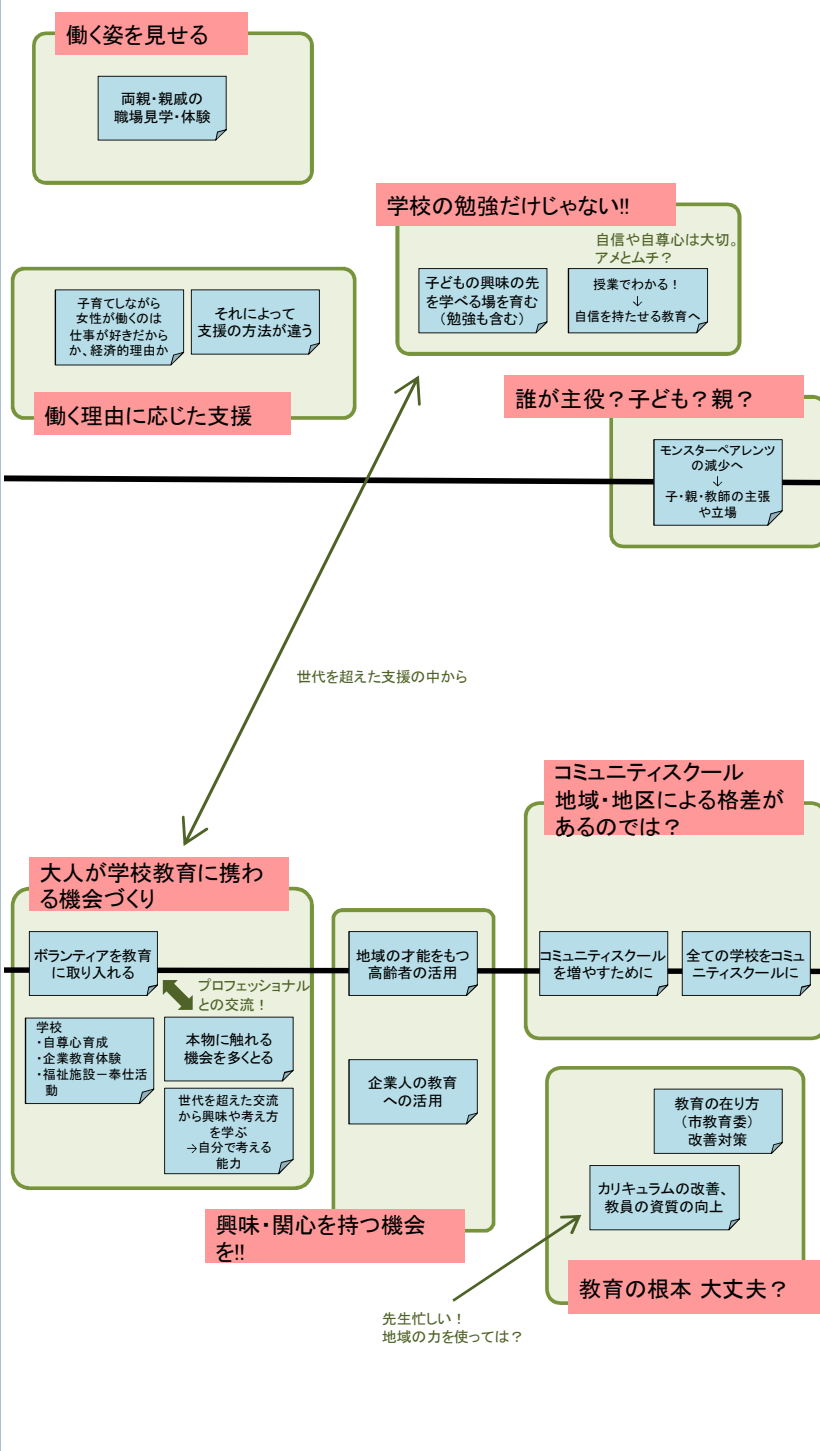 働く姿を見せる
両親・親戚の
職場見学・体験
学校の勉強だけじゃない!!
自信や自尊心は大切。
アメとムチ？
子どもの興味の先
を学べる場を育む
（勉強も含む）
授業でわかる！
↓
自信を持たせる教育へ
子育てしながら
女性が働くのは
仕事が好きだから
か、経済的理由か
それによって
支援の方法が違う
働く理由に応じた支援
誰が主役？子ども？親？
モンスターペアレンツ
の減少へ
↓
子・親・教師の主張
や立場
世代を超えた支援の中から
コミュニティスクール
地域・地区による格差が
あるのでは？
コミュニティスクール
を増やすために
全ての学校をコミュ
ニティスクールに
大人が学校教育に携わ
る機会づくり
ボランティアを教育
に取り入れる
プロフェッショナル
との交流！
学校
・自尊心育成
・企業教育体験
・福祉施設－奉仕活
動
本物に触れる
機会を多くとる
世代を超えた交流
から興味や考え方
を学ぶ
→自分で考える
能力
地域の才能をもつ
高齢者の活用
企業人の教育
への活用
興味・関心を持つ機会
を!!
教育の在り方
（市教育委）
改善対策
カリキュラムの改善、
教員の資質の向上
教育の根本 大丈夫？
先生忙しい！
地域の力を使っては？